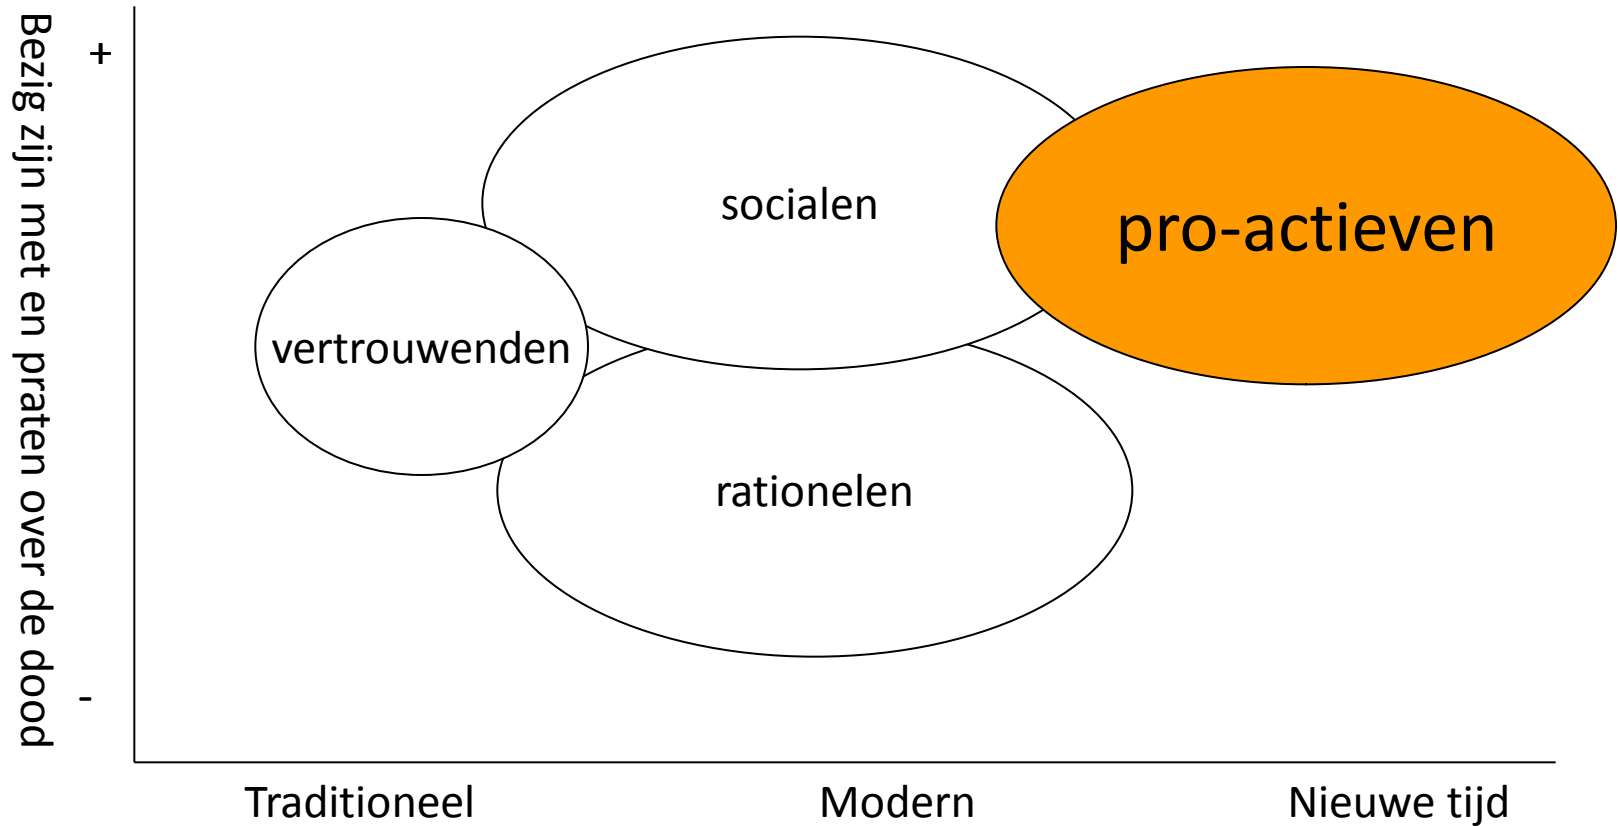 Bezig zijn met en praten over de dood
+
-
socialen
pro-actieven
vertrouwenden
rationelen
Traditioneel
Modern
Nieuwe tijd